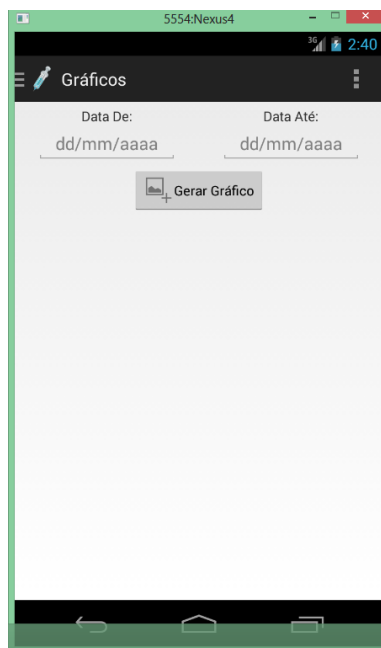 5554:Nexus4
3G 2:40
Gráficos
Data De: Data Até:
dd/mm/aaaa dd/mm/aaaa
Gerar Gráfico